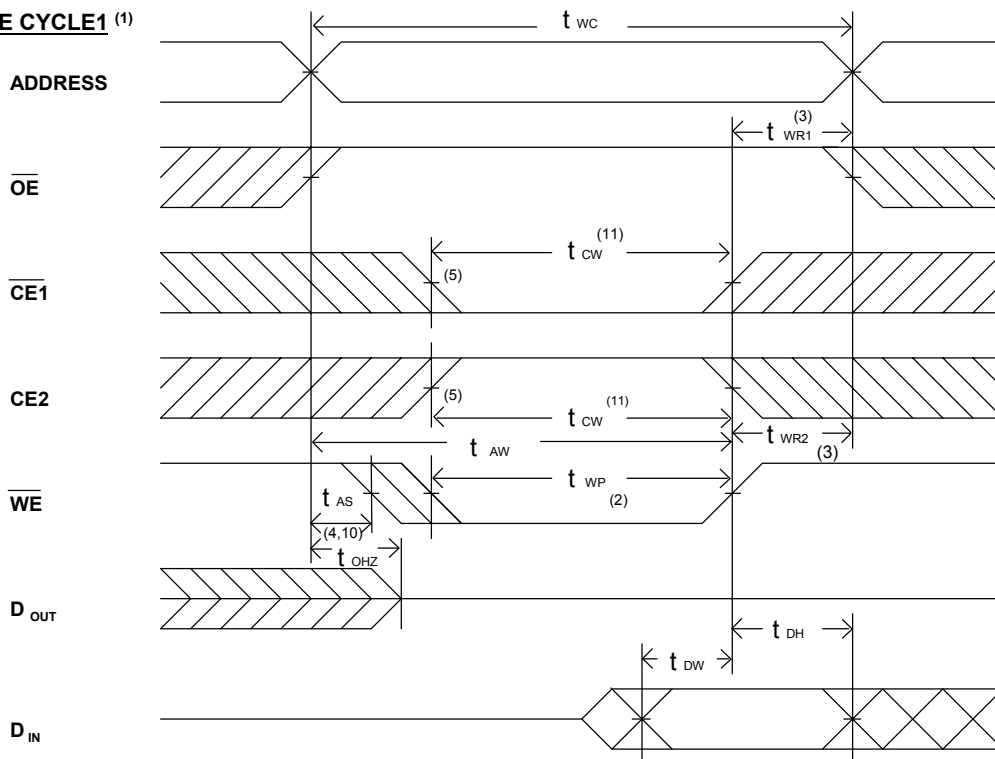 E CYCLE1 (1)
t WC
ADDRESS
t WR1 (3)
OE
t CW (11)
CE1
(5)
CE2
(5)
t CW (11)
t AW
t WR2 (3)
WE
t WP (2)
t AS
(4,10)
t OHZ
D OUT
t DH
t DW
D IN